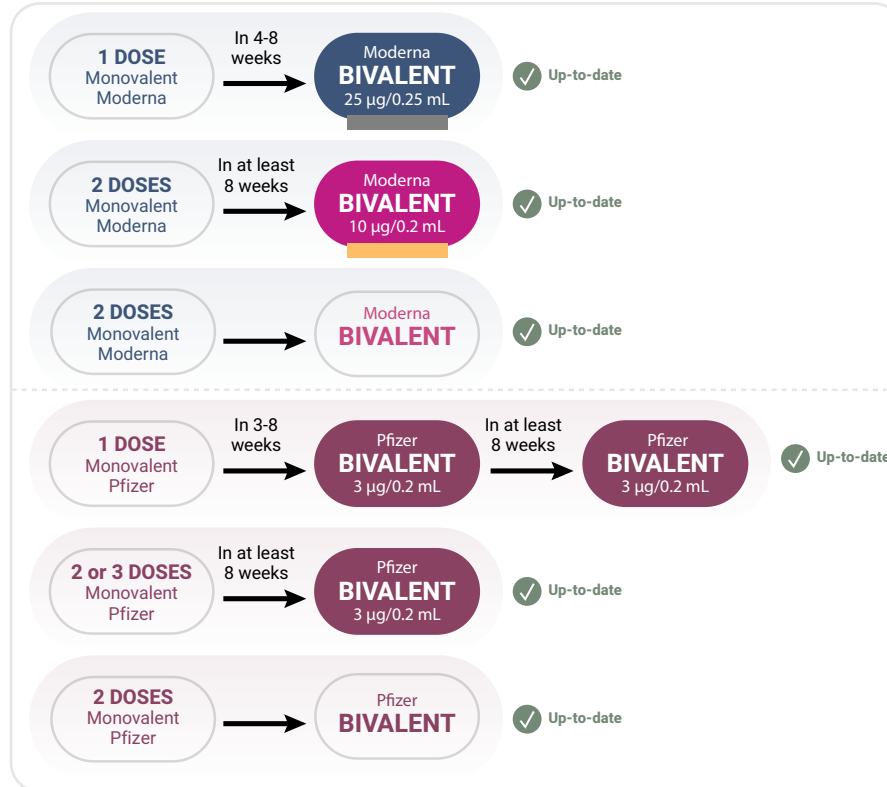 1 DOSE
Monovalent
Moderna
In 4-8
weeks
Moderna
BIVALENT
25 µg/0.25 mL
Up-to-date
2 DOSES
Monovalent
Moderna
In at least
8 weeks
Moderna
BIVALENT
10 µg/0.2 mL
Up-to-date
2 DOSES
Monovalent
Moderna
Moderna
BIVALENT
Up-to-date
1 DOSE
Monovalent
Pfizer
In 3-8
weeks
Pfizer
BIVALENT
3 µg/0.2 mL
In at least
8 weeks
Pfizer
BIVALENT
3 µg/0.2 mL
Up-to-date
2 or 3 DOSES
Monovalent
Pfizer
In at least
8 weeks
Pfizer
BIVALENT
3 µg/0.2 mL
Up-to-date
2 DOSES
Monovalent
Pfizer
Pfizer
BIVALENT
Up-to-date